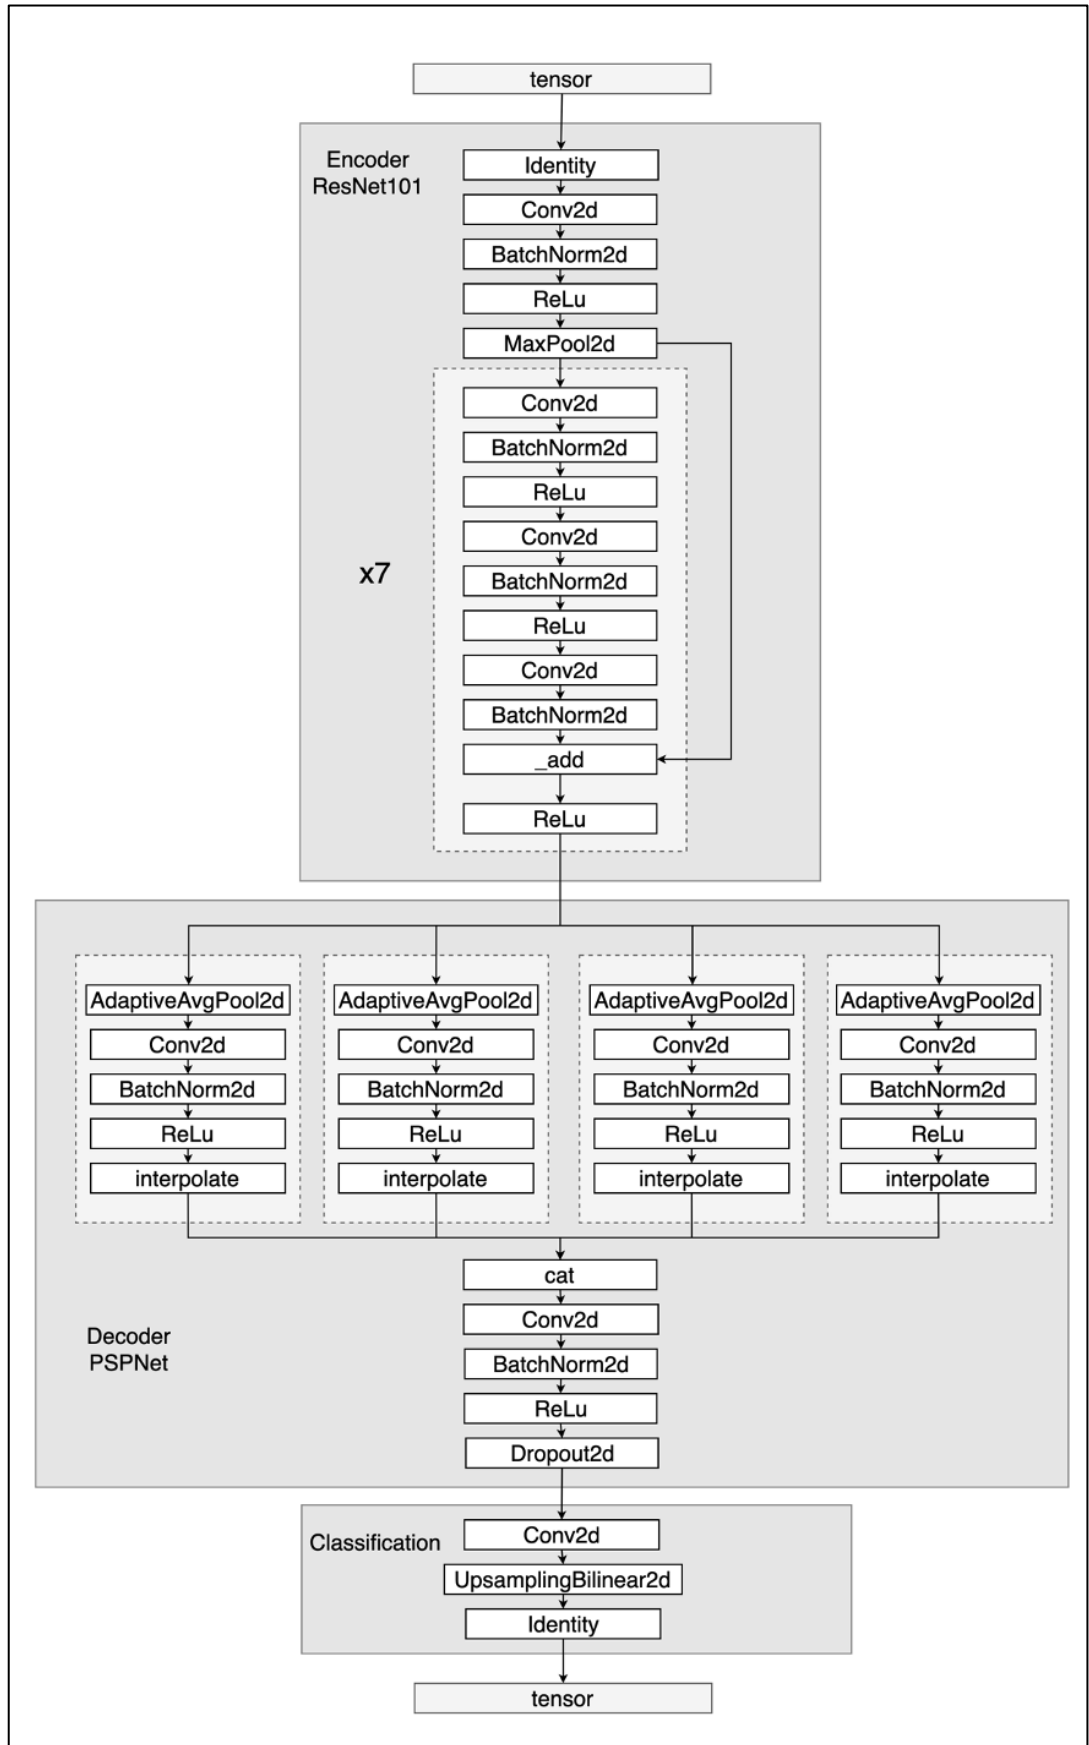 tensor
Encoder
ResNet101
Identity
Conv2d
BatchNorm2d
ReLu
MaxPool2d
x7
Conv2d
BatchNorm2d
ReLu
Conv2d
BatchNorm2d
ReLu
Conv2d
BatchNorm2d
_add
ReLu
AdaptiveAvgPool2d
Conv2d
BatchNorm2d
ReLu
interpolate
AdaptiveAvgPool2d
Conv2d
BatchNorm2d
ReLu
interpolate
AdaptiveAvgPool2d
Conv2d
BatchNorm2d
ReLu
interpolate
AdaptiveAvgPool2d
Conv2d
BatchNorm2d
ReLu
interpolate
Decoder
PSPNet
cat
Conv2d
BatchNorm2d
ReLu
Dropout2d
Classification
Conv2d
UpsamplingBilinear2d
Identity
tensor